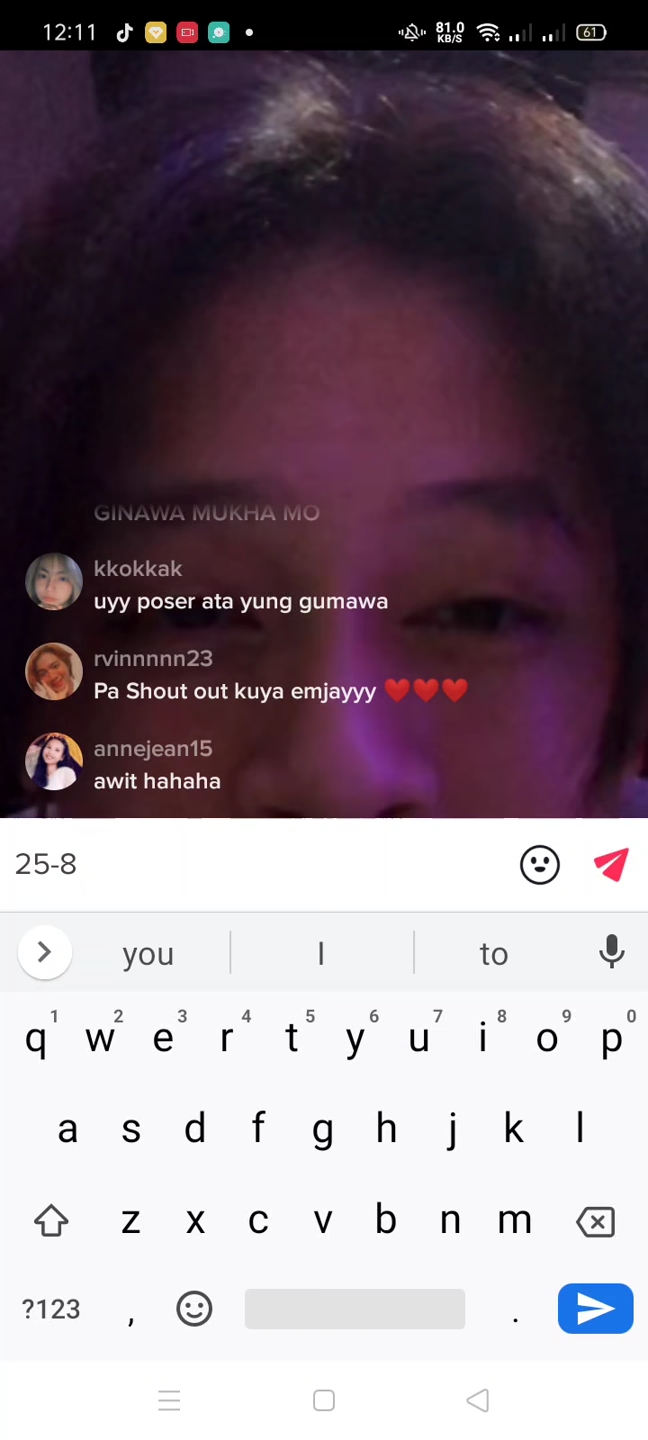 12:11 81.0 KB/S 61
GINAWA MUKHA MO
kkokkak
uyy poser ata yung gumawa
rvinnnnn23
Pa Shout out kuya emjayyy ❤️❤️❤️
annejean15
awit hahaha
25-8
you I to
1 2 3 4 5 6 7 8 9 0
q w e r t y u i o p
a s d f g h j k l
z x c v b n m
?123 , .